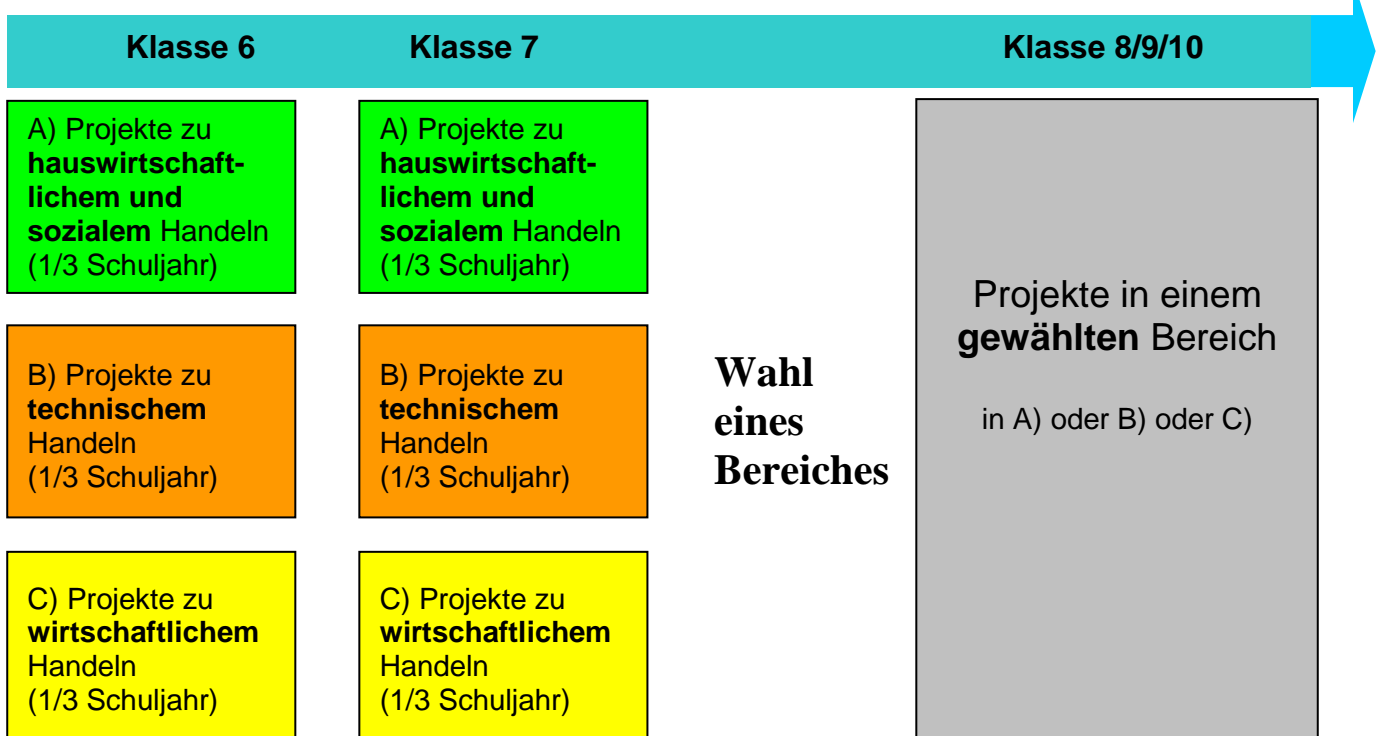 Klasse 6 Klasse 7 Klasse 8/9/10
A) Projekte zu
hauswirtschaft-
lichem und
sozialem Handeln
(1/3 Schuljahr)
A) Projekte zu
hauswirtschaft-
lichem und
sozialem Handeln
(1/3 Schuljahr)
B) Projekte zu
technischem
Handeln
(1/3 Schuljahr)
B) Projekte zu
technischem
Handeln
(1/3 Schuljahr)
C) Projekte zu
wirtschaftlichem
Handeln
(1/3 Schuljahr)
C) Projekte zu
wirtschaftlichem
Handeln
(1/3 Schuljahr)
Wahl
eines
Bereiches
Projekte in einem
gewählten Bereich
in A) oder B) oder C)